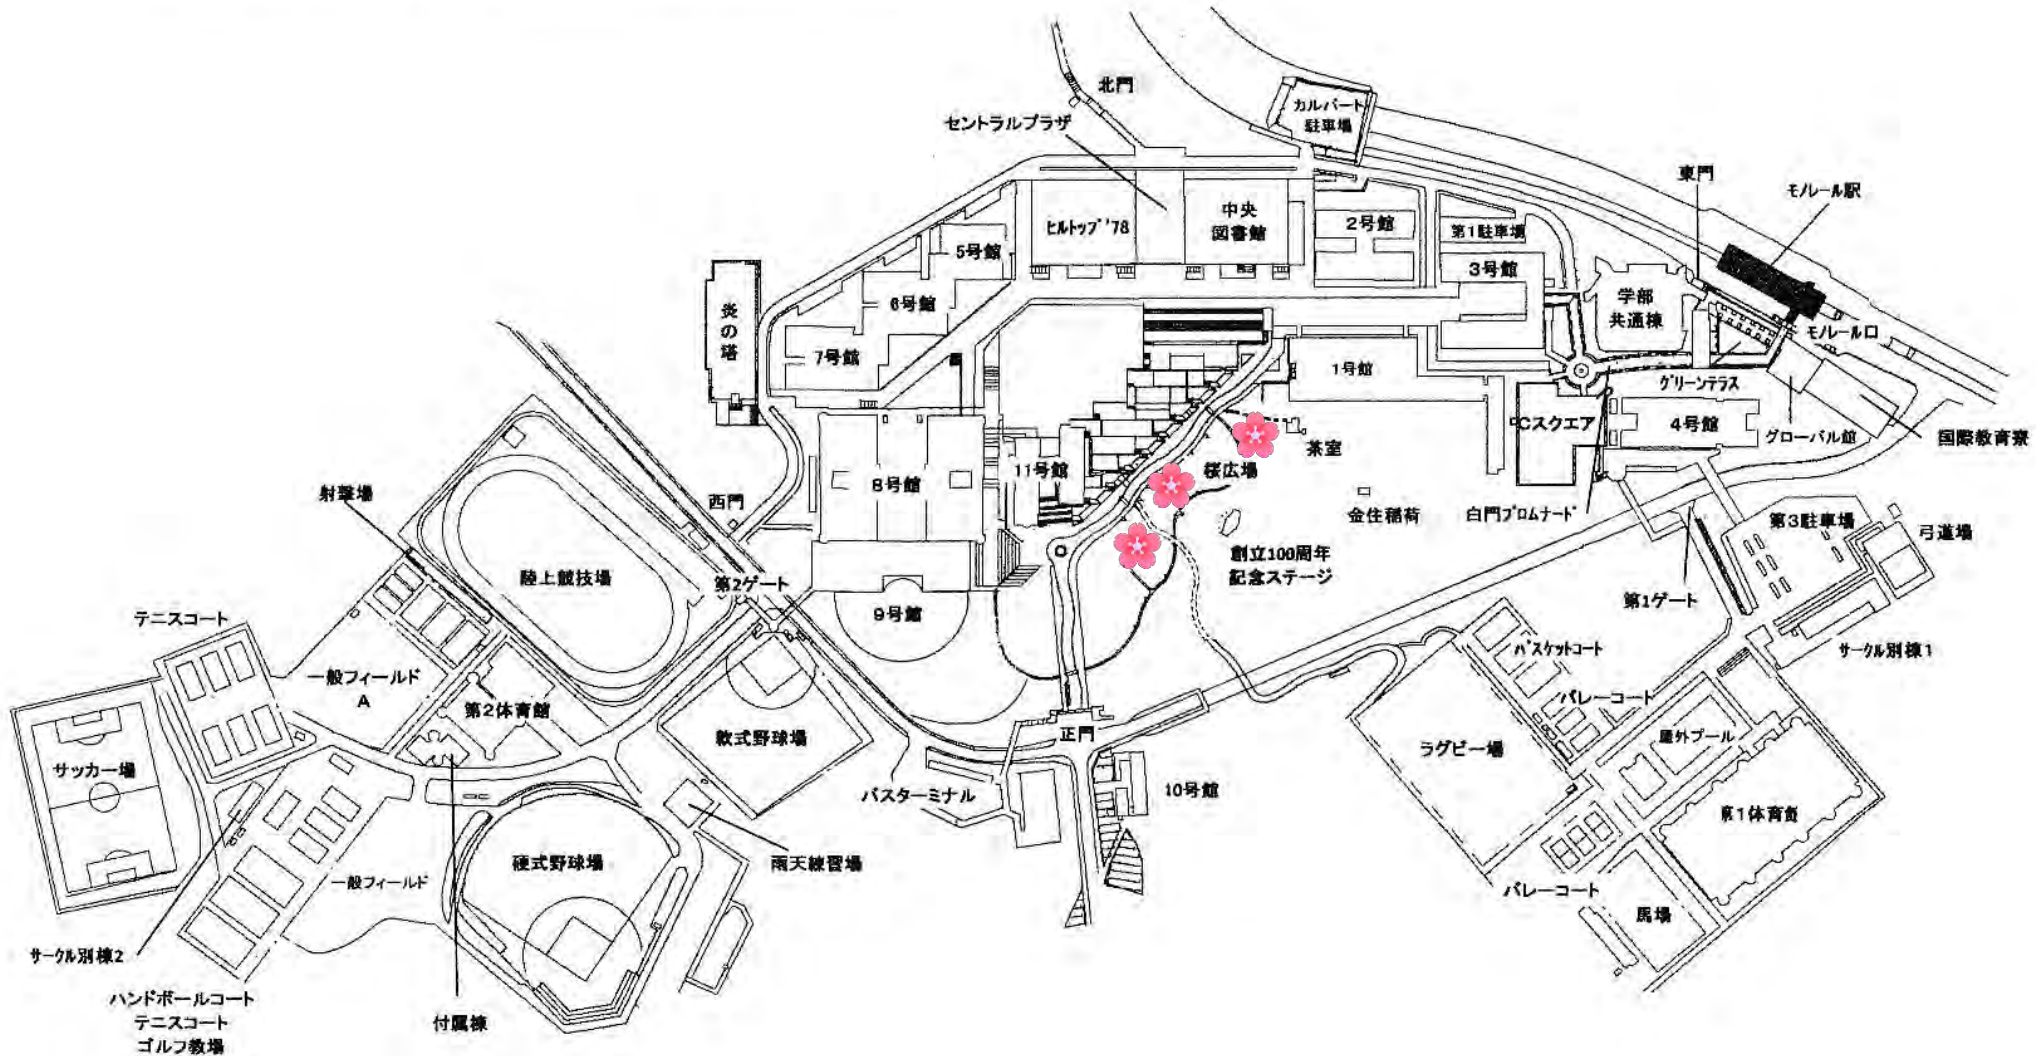 北門
カルバート
駐車場
セントラルプラザ
東門
モノレール駅
ヒルトップ'78
中央
図書館
2号館
第1駐車場
5号館
3号館
6号館
学部
共通棟
炎の塔
モノレール口
7号館
1号館
グリーンテラス
Cスクエア
4号館
グローバル館
国際教育寮
茶室
桜広場
11号館
8号館
射撃場
西門
金住稲荷
白門プロムナード
第3駐車場
弓道場
創立100周年
記念ステージ
陸上競技場
第2ゲート
第1ゲート
9号館
テニスコート
バスケットコート
サークル別棟1
一般フィールド
A
第2体育館
バレーコート
軟式野球場
正門
ラグビー場
屋外プール
サッカー場
バスターミナル
10号館
第1体育館
硬式野球場
雨天練習場
一般フィールド
バレーコート
馬場
サークル別棟2
付属棟
ハンドボールコート
テニスコート
ゴルフ教場